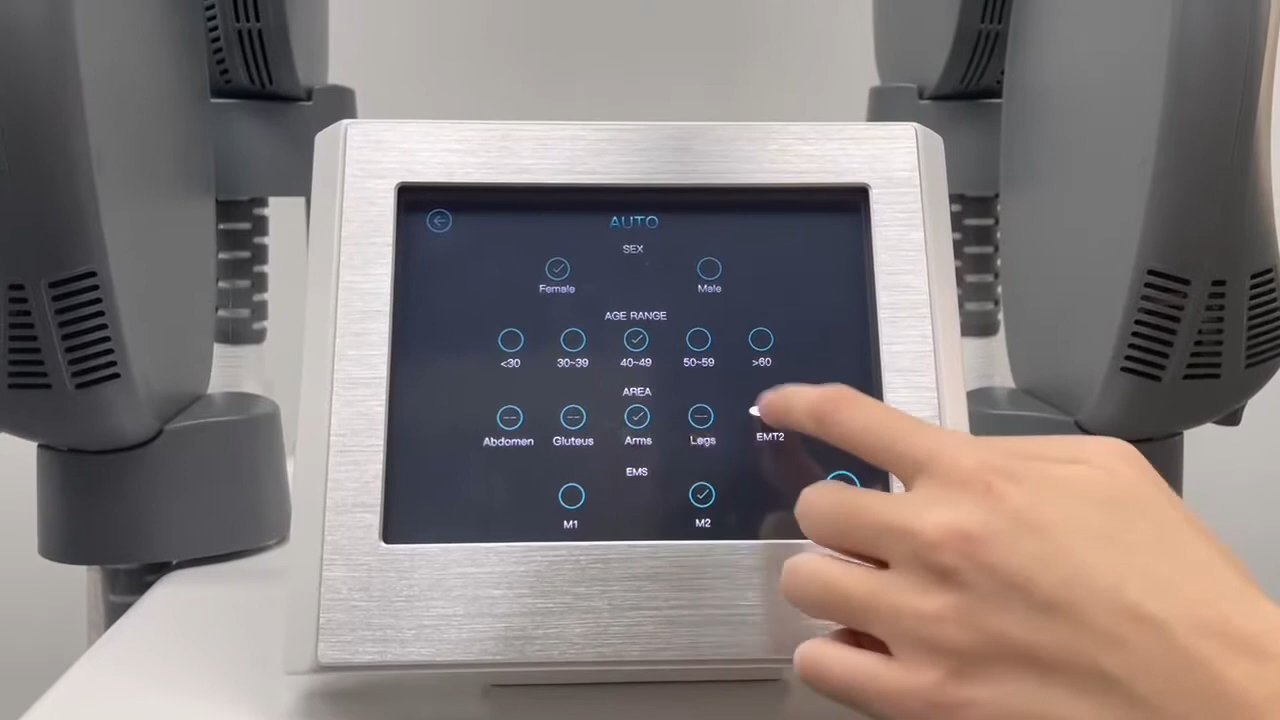 AUTO
SEX
Female Male
AGE RANGE
<30 30~39 40~49 50~59 >60
AREA
Abdomen Gluteus Arms Legs EMT2
EMS
M1 M2